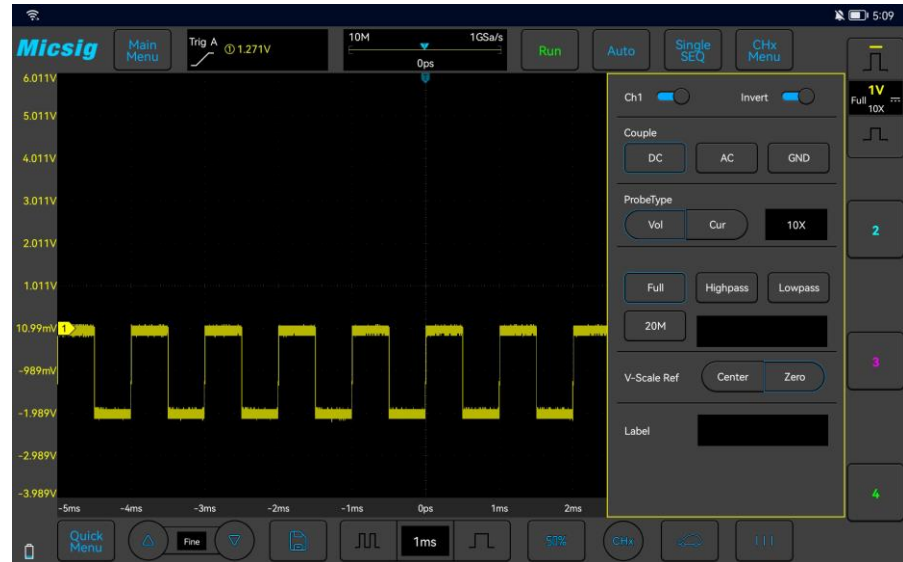 5:09
Micsig
Main Menu
Trig A
① 1.271V
10M
1GSa/s
0ps
Run
Auto
Single SEQ
CHx Menu
6.011V
5.011V
4.011V
3.011V
2.011V
1.011V
10.99mV
1
-989mV
-1.989V
-2.989V
-3.989V
-5ms
-4ms
-3ms
-2ms
-1ms
0ps
1ms
2ms
Ch1
Invert
Couple
DC
AC
GND
ProbeType
Vol
Cur
10X
Full
Highpass
Lowpass
20M
V-Scale Ref
Center
Zero
Label
1V
Full
10X
2
3
4
Quick Menu
Fine
1ms
50%
CHx